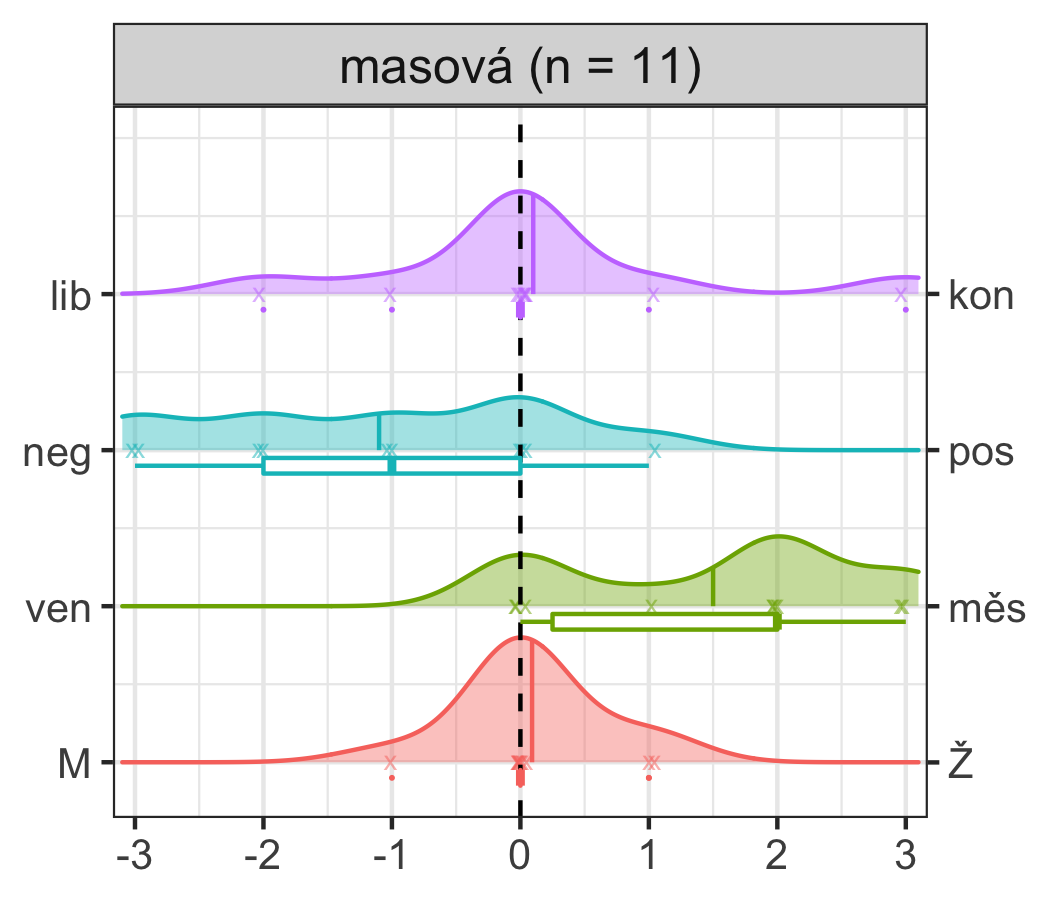 masová (n = 11)
lib kon
neg pos
ven měs
M Ž
-3 -2 -1 0 1 2 3